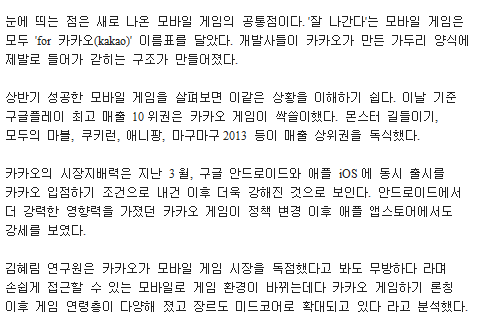 눈에 띄는 점은 새로 나온 모바일 게임의 공통점이다. '잘 나간다'는 모바일 게임은
모두 'for 카카오(kakao)' 이름표를 달았다. 개발사들이 카카오가 만든 가두리 양식에
제발로 들어가 갇히는 구조가 만들어졌다.
상반기 성공한 모바일 게임을 살펴보면 이같은 상황을 이해하기 쉽다. 이날 기준
구글플레이 최고 매출 10위권은 카카오 게임이 싹쓸이했다. 몬스터 길들이기,
모두의 마블, 쿠키런, 애니팡, 마구마구2013 등이 매출 상위권을 독식했다.
카카오의 시장지배력은 지난 3월, 구글 안드로이드와 애플 iOS에 동시 출시를
카카오 입점하기 조건으로 내건 이후 더욱 강해진 것으로 보인다. 안드로이드에서
더 강력한 영향력을 가졌던 카카오 게임이 정책 변경 이후 애플 앱스토어에서도
강세를 보였다.
김혜림 연구원은 카카오가 모바일 게임 시장을 독점했다고 봐도 무방하다 라며
손쉽게 접근할 수 있는 모바일로 게임 환경이 바뀌는데다 카카오 게임하기 론칭
이후 게임 연령층이 다양해 졌고 장르도 미드코어로 확대되고 있다 라고 분석했다.